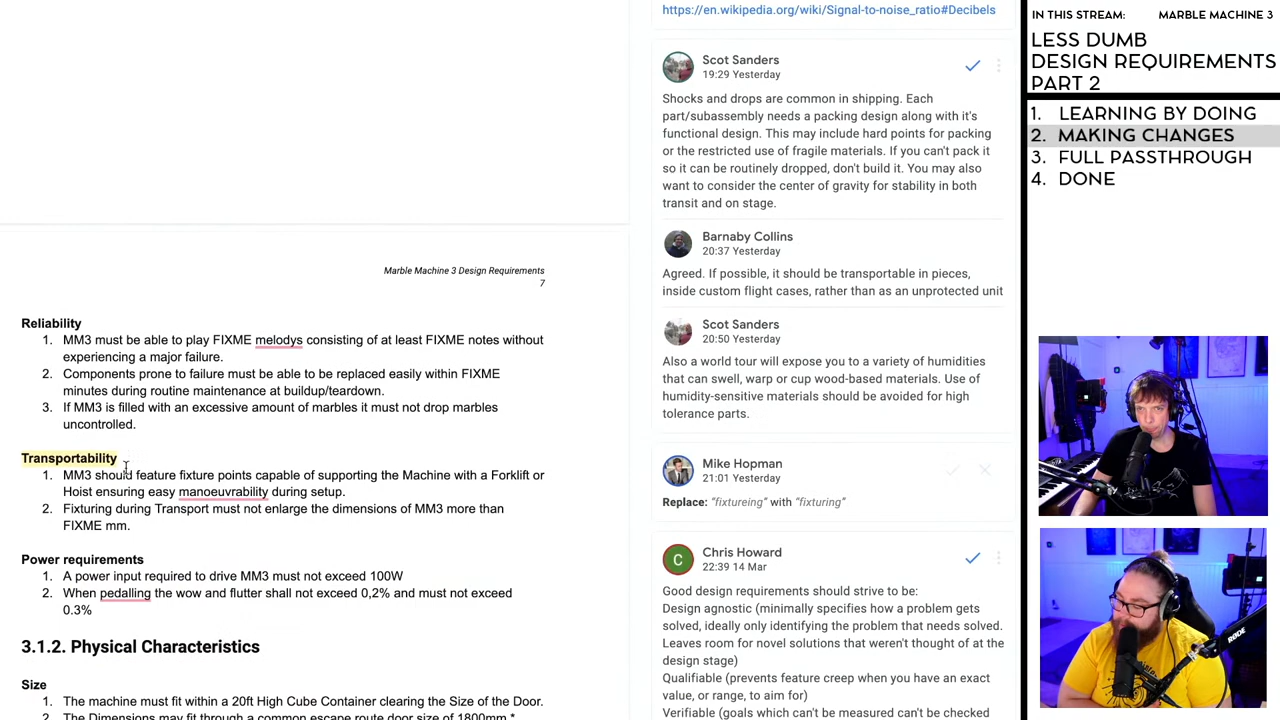 Marble Machine 3 Design Requirements
7
Reliability
1. MM3 must be able to play FIXME melodys consisting of at least FIXME notes without
experiencing a major failure.
2. Components prone to failure must be able to be replaced easily within FIXME
minutes during routine maintenance at buildup/teardown.
3. If MM3 is filled with an excessive amount of marbles it must not drop marbles
uncontrolled.
Transportability
1. MM3 should feature fixture points capable of supporting the Machine with a Forklift or
Hoist ensuring easy manoeuvrability during setup.
2. Fixturing during Transport must not enlarge the dimensions of MM3 more than
FIXME mm.
Power requirements
1. A power input required to drive MM3 must not exceed 100W
2. When pedalling the wow and flutter shall not exceed 0,2% and must not exceed
0.3%
3.1.2. Physical Characteristics
Size
1. The machine must fit within a 20ft High Cube Container clearing the Size of the Door.
2. The Dimensions may fit through a common escape route door size of 1800mm *
https://en.wikipedia.org/wiki/Signal-to-noise_ratio#Decibels
Scot Sanders
19:29 Yesterday
Shocks and drops are common in shipping. Each
part/subassembly needs a packing design along with it's
functional design. This may include hard points for packing
or the restricted use of fragile materials. If you can't pack it
so it can be routinely dropped, don't build it. You may also
want to consider the center of gravity for stability in both
transit and on stage.
Barnaby Collins
20:37 Yesterday
Agreed. If possible, it should be transportable in pieces,
inside custom flight cases, rather than as an unprotected unit
Scot Sanders
20:50 Yesterday
Also a world tour will expose you to a variety of humidities
that can swell, warp or cup wood-based materials. Use of
humidity-sensitive materials should be avoided for high
tolerance parts.
Mike Hopman
21:01 Yesterday
Replace: "fixtureing" with "fixturing"
C
Chris Howard
22:39 14 Mar
Good design requirements should strive to be:
Design agnostic (minimally specifies how a problem gets
solved, ideally only identifying the problem that needs solved.
Leaves room for novel solutions that weren't thought of at the
design stage)
Qualifiable (prevents feature creep when you have an exact
value, or range, to aim for)
Verifiable (goals which can't be measured can't be checked
IN THIS STREAM: MARBLE MACHINE 3
LESS DUMB
DESIGN REQUIREMENTS
PART 2
1. LEARNING BY DOING
2. MAKING CHANGES
3. FULL PASSTHROUGH
4. DONE
RODE